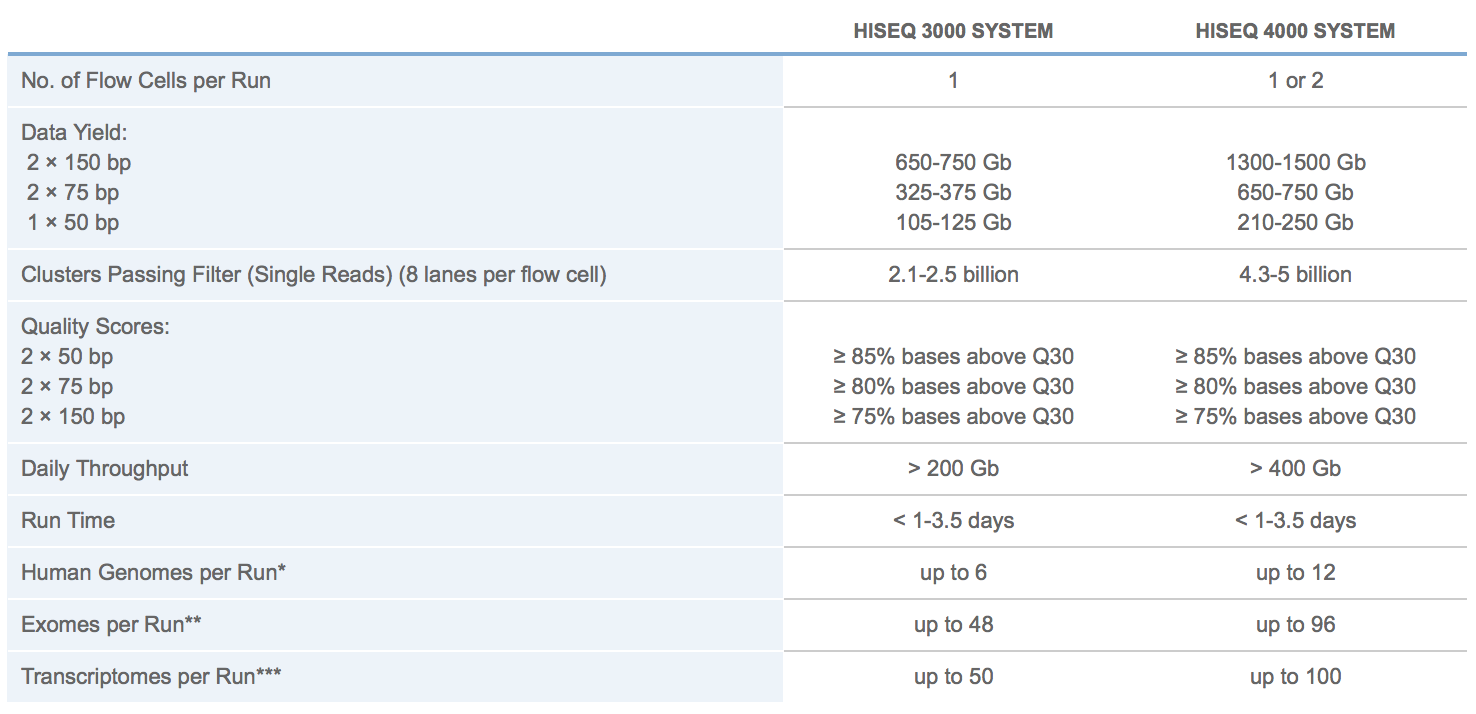 HISEQ 3000 SYSTEM HISEQ 4000 SYSTEM
No. of Flow Cells per Run 1 1 or 2
Data Yield:
2 × 150 bp 650-750 Gb 1300-1500 Gb
2 × 75 bp 325-375 Gb 650-750 Gb
1 × 50 bp 105-125 Gb 210-250 Gb
Clusters Passing Filter (Single Reads) (8 lanes per flow cell) 2.1-2.5 billion 4.3-5 billion
Quality Scores:
2 × 50 bp ≥ 85% bases above Q30 ≥ 85% bases above Q30
2 × 75 bp ≥ 80% bases above Q30 ≥ 80% bases above Q30
2 × 150 bp ≥ 75% bases above Q30 ≥ 75% bases above Q30
Daily Throughput > 200 Gb > 400 Gb
Run Time < 1-3.5 days < 1-3.5 days
Human Genomes per Run* up to 6 up to 12
Exomes per Run** up to 48 up to 96
Transcriptomes per Run*** up to 50 up to 100